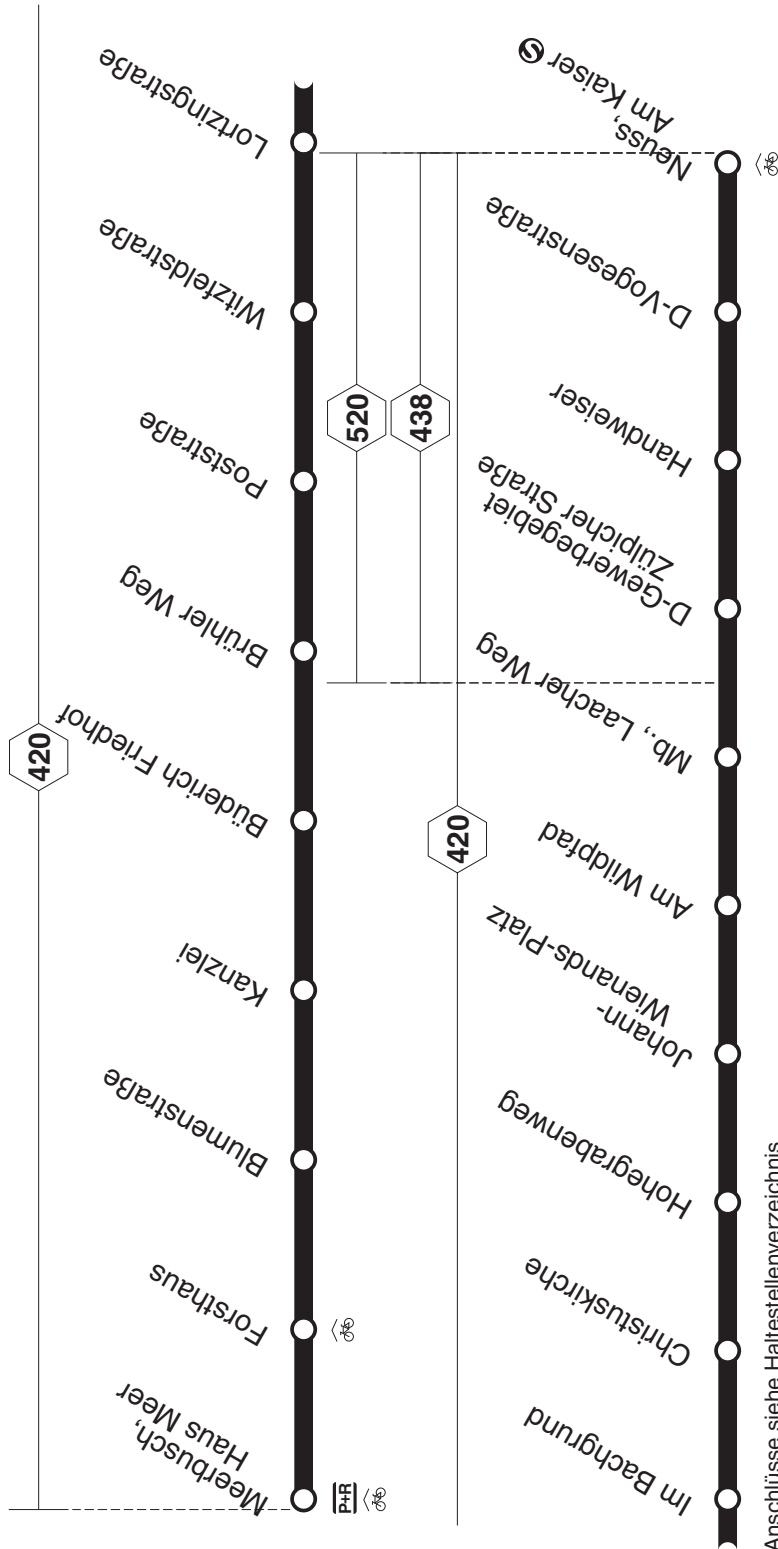 420
Meerbusch,
Haus Meer
P+R
Forsthaus
Blumenstraße
Kanzlei
Büderich Friedhof
Brühler Weg
Poststraße
Witzfeldstraße
Lortzingstraße
520
438
420
Im Bachgrund
Christuskirche
Hohegrabenweg
Johann-
Wienands-Platz
Am Wildpfad
Mb., Laacher Weg
D-Gewerbegebiet
Zülpicher Straße
Handweiser
D-Vogesenstraße
Neuss,
Am Kaiser S
Anschlüsse siehe Haltestellenverzeichnis